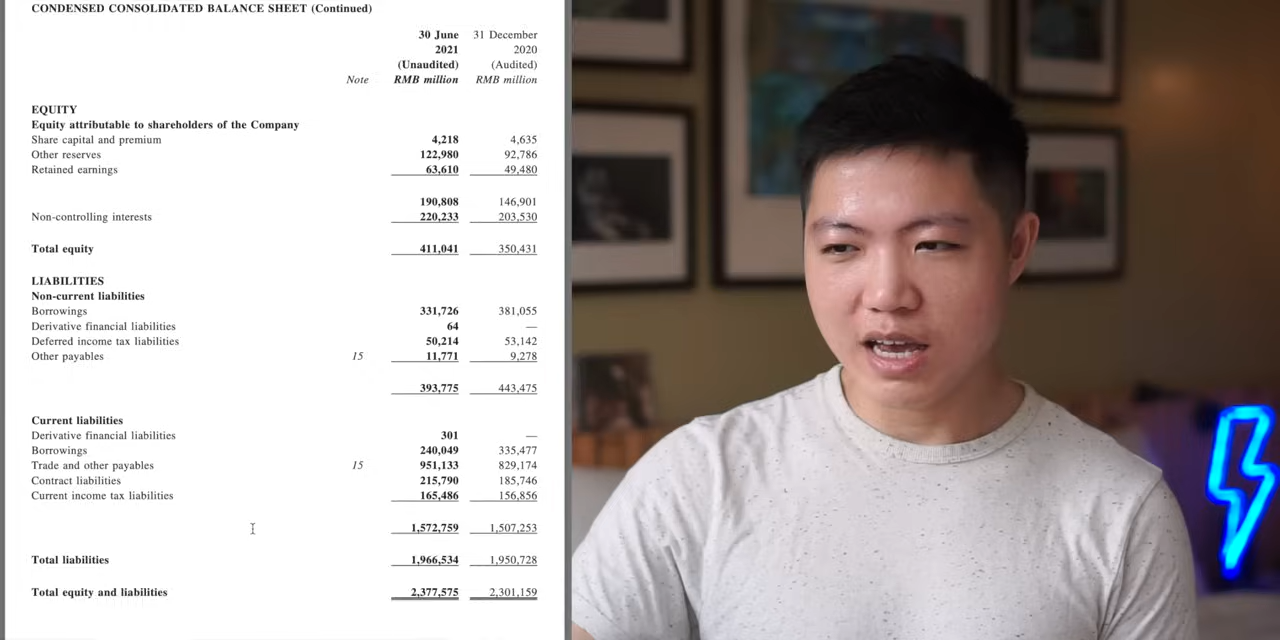 CONDENSED CONSOLIDATED BALANCE SHEET (Continued)
30 June 31 December
2021 2020
(Unaudited) (Audited)
Note RMB million RMB million
EQUITY
Equity attributable to shareholders of the Company
Share capital and premium 4,218 4,635
Other reserves 122,980 92,786
Retained earnings 63,610 49,480
190,808 146,901
Non-controlling interests 220,233 203,530
Total equity 411,041 350,431
LIABILITIES
Non-current liabilities
Borrowings 331,726 381,055
Derivative financial liabilities 64 —
Deferred income tax liabilities 50,214 53,142
Other payables 15 11,771 9,278
393,775 443,475
Current liabilities
Derivative financial liabilities 301 —
Borrowings 240,049 335,477
Trade and other payables 15 951,133 829,174
Contract liabilities 215,790 185,746
Current income tax liabilities 165,486 156,856
1,572,759 1,507,253
Total liabilities 1,966,534 1,950,728
Total equity and liabilities 2,377,575 2,301,159